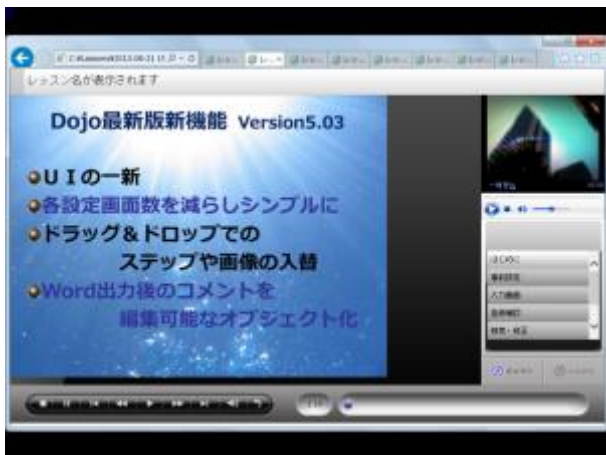 レッスン名が表示されます
Dojo最新版新機能 Version5.03
UIの一新
各設定画面数を減らしシンプルに
ドラッグ&ドロップでの
ステップや画像の入替
Word出力後のコメントを
編集可能なオブジェクト化
はじめに